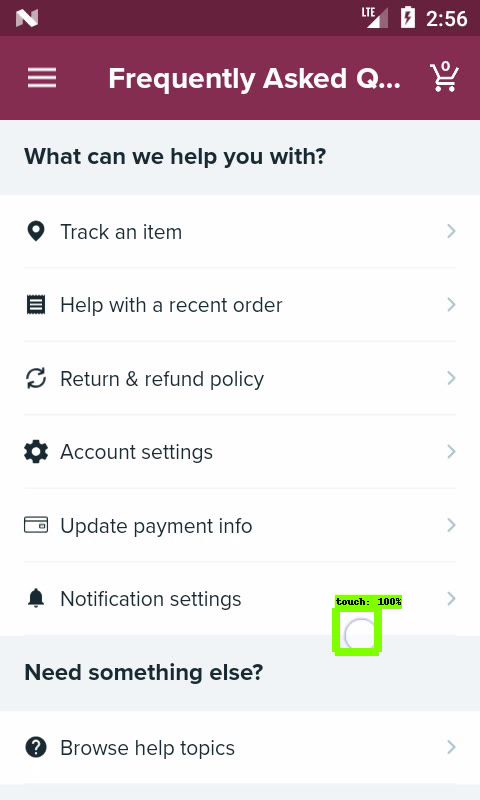 LTE 2:56
Frequently Asked Q... 0
What can we help you with?
Track an item
Help with a recent order
Return & refund policy
Account settings
Update payment info
Notification settings
touch: 100%
Need something else?
Browse help topics